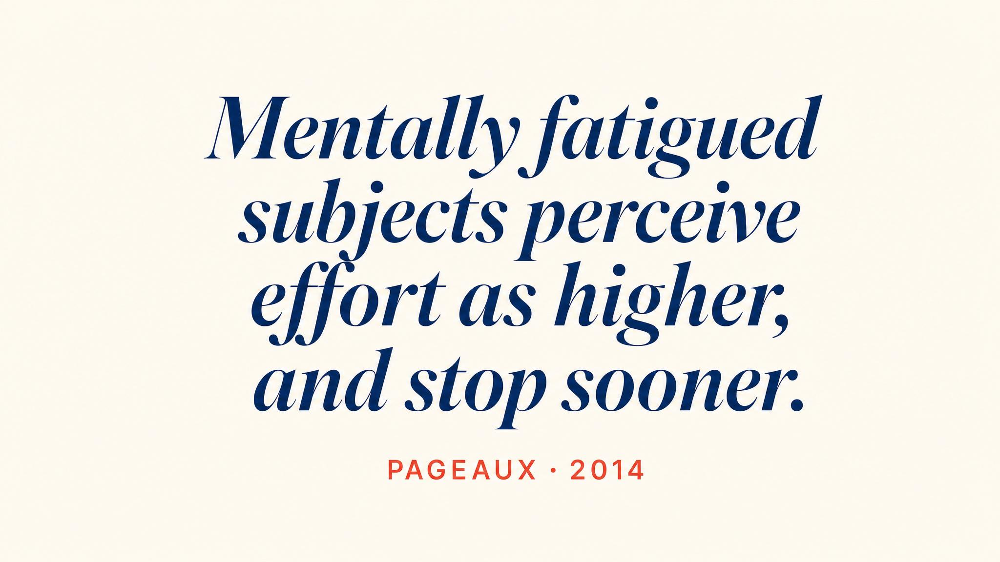 Mentally fatigued
subjects perceive
effort as higher,
and stop sooner.
PAGEAUX · 2014